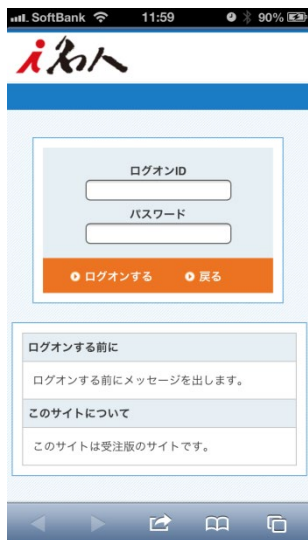 SoftBank 11:59 90%
i名人
ログオンID
パスワード
ログオンする 戻る
ログオンする前に
ログオンする前にメッセージを出します。
このサイトについて
このサイトは受注版のサイトです。